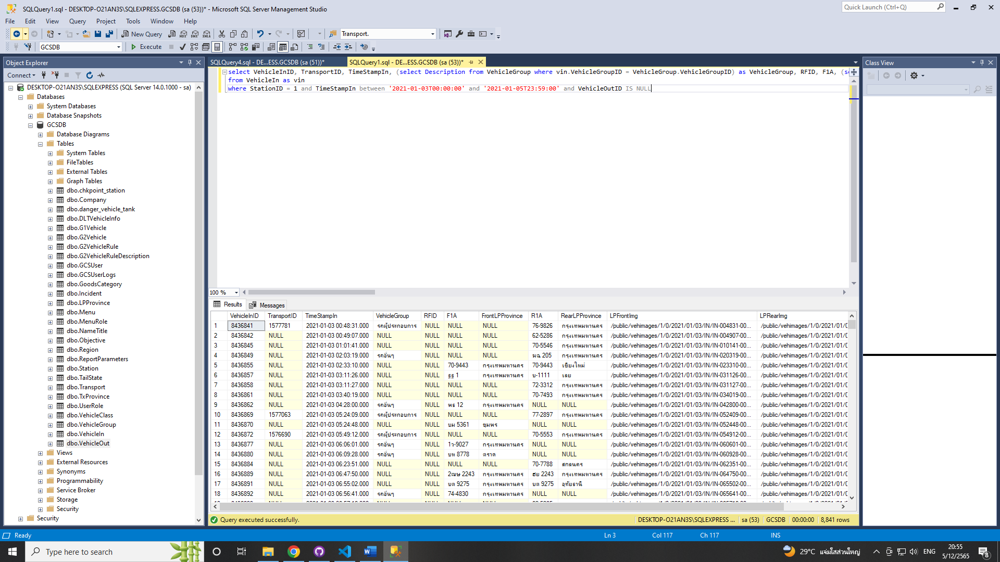 SQLQuery1.sql - DESKTOP-O21AN3S\SQLEXPRESS.GCSDB (sa (53))* - Microsoft SQL Server Management Studio
Quick Launch (Ctrl+Q)
File Edit View Query Project Tools Window Help
New Query
Transport.
GCSDB
Execute
Object Explorer
SQLQuery4.sql - DE...ESS.GCSDB (sa (51))*
SQLQuery1.sql - DE...ESS.GCSDB (sa (53))*
Class View
Connect
DESKTOP-O21AN3S\SQLEXPRESS (SQL Server 14.0.1000 - sa)
Databases
System Databases
Database Snapshots
GCSDB
Database Diagrams
Tables
System Tables
FileTables
External Tables
Graph Tables
dbo.chkpoint_station
dbo.Company
dbo.danger_vehicle_tank
dbo.DLTVehicleInfo
dbo.G1Vehicle
dbo.G2Vehicle
dbo.G2VehicleRule
dbo.G2VehicleRuleDescription
dbo.GCSUser
dbo.GCSUserLogs
dbo.GoodsCategory
dbo.Incident
dbo.LPProvince
dbo.Menu
dbo.MenuRole
dbo.NameTitle
dbo.Objective
dbo.Region
dbo.ReportParameters
dbo.Station
dbo.TailState
dbo.Transport
dbo.TxProvince
dbo.UserRole
dbo.VehicleClass
dbo.VehicleGroup
dbo.VehicleIn
dbo.VehicleOut
Views
External Resources
Synonyms
Programmability
Service Broker
Storage
Security
Security
select VehicleInID, TransportID, TimeStampIn, (select Description from VehicleGroup where vin.VehicleGroupID = VehicleGroup.VehicleGroupID) as VehicleGroup, RFID, F1A, (s
from VehicleIn as vin
where StationID = 1 and TimeStampIn between '2021-01-03T00:00:00' and '2021-01-05T23:59:00' and VehicleOutID IS NULL
100 %
Results Messages
VehicleInID TransportID TimeStampIn VehicleGroup RFID F1A FrontLPProvince R1A RearLPProvince LPFrontImg LPRearImg
1 8436841 1577781 2021-01-03 00:48:31.000 รถผู้ประกอบการ NULL NULL NULL 76-9826 กรุงเทพมหานคร /public/vehimages/1/0/2021/01/03/IN/IN-004831-00... /public/vehimages/1/0/2021/01/0
2 8436842 NULL 2021-01-03 00:49:07.000 NULL NULL NULL NULL 62-5286 กรุงเทพมหานคร /public/vehimages/1/0/2021/01/03/IN/IN-004907-00... /public/vehimages/1/0/2021/01/0
3 8436845 NULL 2021-01-03 01:01:41.000 NULL NULL NULL NULL 70-5546 กรุงเทพมหานคร /public/vehimages/1/0/2021/01/03/IN/IN-010141-00... /public/vehimages/1/0/2021/01/0
4 8436849 NULL 2021-01-03 02:03:19.000 รถอื่นๆ NULL NULL NULL ฆฉ 205 กรุงเทพมหานคร /public/vehimages/1/0/2021/01/03/IN/IN-020319-00... /public/vehimages/1/0/2021/01/0
5 8436855 NULL 2021-01-03 02:33:10.000 NULL NULL 70-9443 กรุงเทพมหานคร 70-9443 เชียงใหม่ /public/vehimages/1/0/2021/01/03/IN/IN-023310-00... /public/vehimages/1/0/2021/01/0
6 8436857 NULL 2021-01-03 03:11:26.000 NULL NULL ธฐ 1 กรุงเทพมหานคร บ-1111 เลย /public/vehimages/1/0/2021/01/03/IN/IN-031126-00... /public/vehimages/1/0/2021/01/0
7 8436858 NULL 2021-01-03 03:11:27.000 NULL NULL NULL NULL 72-3312 กรุงเทพมหานคร /public/vehimages/1/0/2021/01/03/IN/IN-031127-00... /public/vehimages/1/0/2021/01/0
8 8436861 NULL 2021-01-03 03:40:19.000 NULL NULL NULL NULL 70-7493 กรุงเทพมหานคร /public/vehimages/1/0/2021/01/03/IN/IN-034019-00... /public/vehimages/1/0/2021/01/0
9 8436862 NULL 2021-01-03 04:28:00.000 รถอื่นๆ NULL พธ 12 กรุงเทพมหานคร NULL NULL /public/vehimages/1/0/2021/01/03/IN/IN-042800-00... /public/vehimages/1/0/2021/01/0
10 8436869 1577063 2021-01-03 05:24:09.000 รถผู้ประกอบการ NULL NULL NULL 77-2897 กรุงเทพมหานคร /public/vehimages/1/0/2021/01/03/IN/IN-052409-00... /public/vehimages/1/0/2021/01/0
11 8436870 NULL 2021-01-03 05:24:48.000 NULL NULL บม 5361 ชุมพร NULL NULL /public/vehimages/1/0/2021/01/03/IN/IN-052448-00... /public/vehimages/1/0/2021/01/0
12 8436872 1576690 2021-01-03 05:49:12.000 รถผู้ประกอบการ NULL NULL NULL 70-5553 กรุงเทพมหานคร /public/vehimages/1/0/2021/01/03/IN/IN-054912-00... /public/vehimages/1/0/2021/01/0
13 8436877 NULL 2021-01-03 06:06:01.000 รถอื่นๆ NULL 1ว-9027 กรุงเทพมหานคร NULL NULL /public/vehimages/1/0/2021/01/03/IN/IN-060601-00... /public/vehimages/1/0/2021/01/0
14 8436880 NULL 2021-01-03 06:09:28.000 รถอื่นๆ NULL บห 8778 ตราด NULL NULL /public/vehimages/1/0/2021/01/03/IN/IN-060928-00... /public/vehimages/1/0/2021/01/0
15 8436884 NULL 2021-01-03 06:23:51.000 NULL NULL NULL NULL 70-7788 สกลนคร /public/vehimages/1/0/2021/01/03/IN/IN-062351-00... /public/vehimages/1/0/2021/01/0
16 8436889 NULL 2021-01-03 06:47:50.000 NULL NULL 2ฒษ 2243 กรุงเทพมหานคร ฮย 2243 กรุงเทพมหานคร /public/vehimages/1/0/2021/01/03/IN/IN-064750-00... /public/vehimages/1/0/2021/01/0
17 8436891 NULL 2021-01-03 06:55:02.000 NULL NULL บต 9275 กรุงเทพมหานคร บต 9275 อุทัยธานี /public/vehimages/1/0/2021/01/03/IN/IN-065502-00... /public/vehimages/1/0/2021/01/0
18 8436892 NULL 2021-01-03 06:56:41.000 รถอื่นๆ NULL 74-4830 กรุงเทพมหานคร NULL NULL /public/vehimages/1/0/2021/01/03/IN/IN-065641-00... /public/vehimages/1/0/2021/01/0
Query executed successfully. DESKTOP-O21AN3S\SQLEXPRESS ... sa (53) GCSDB 00:00:00 8,841 rows
Ready Ln 3 Col 117 Ch 117 INS
Type here to search
29°C แจ่มใสส่วนใหญ่ ENG
20:55
5/12/2565
8